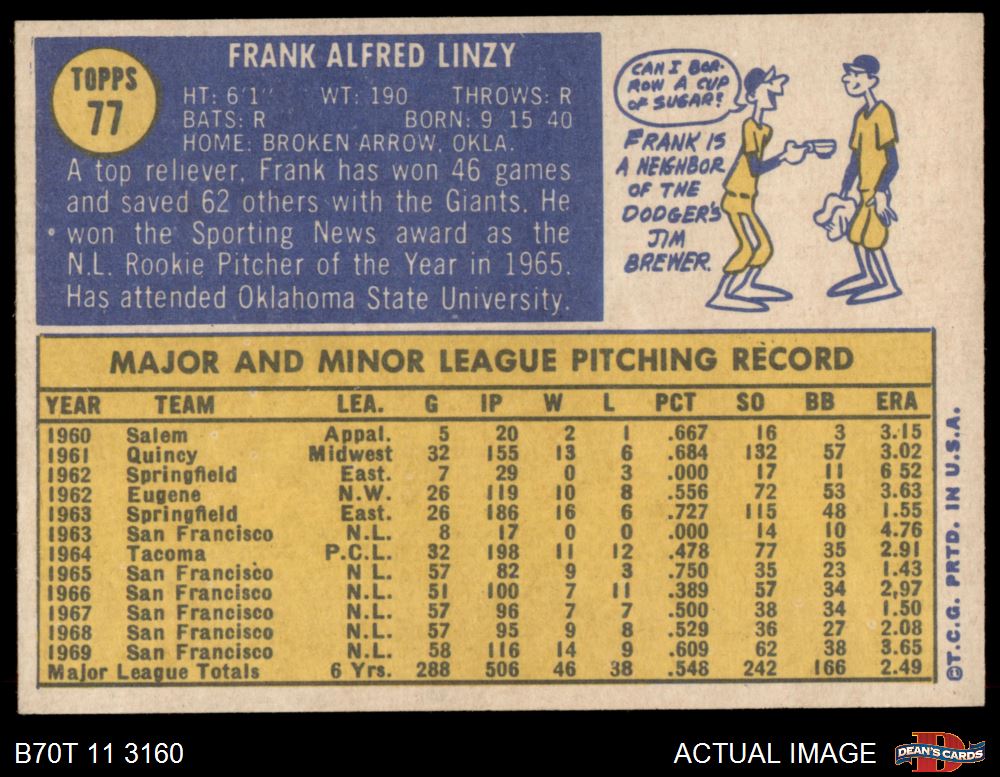 TOPPS
77
FRANK ALFRED LINZY
HT: 6'1" WT: 190 THROWS: R
BATS: R BORN: 9 15 40
HOME: BROKEN ARROW, OKLA.
A top reliever, Frank has won 46 games
and saved 62 others with the Giants. He
won the Sporting News award as the
N.L. Rookie Pitcher of the Year in 1965.
Has attended Oklahoma State University.
CAN I BOR-
ROW A CUP
OF SUGAR?
FRANK IS
A NEIGHBOR
OF THE
DODGER'S
JIM
BREWER.
MAJOR AND MINOR LEAGUE PITCHING RECORD
YEAR TEAM LEA. G IP W L PCT SO BB ERA
1960 Salem Appal. 5 20 2 1 .667 16 3 3.15
1961 Quincy Midwest 32 155 13 6 .684 132 57 3.02
1962 Springfield East. 7 29 0 3 .000 17 11 6 52
1962 Eugene N.W. 26 119 10 8 .556 72 53 3.63
1963 Springfield East. 26 186 16 6 .727 115 48 1.55
1963 San Francisco N.L. 8 17 0 0 .000 14 10 4.76
1964 Tacoma P.C.L. 32 198 11 12 .478 77 35 2.91
1965 San Francisco N L. 57 82 9 3 .750 35 23 1.43
1966 San Francisco N.L. 51 100 7 11 .389 57 34 2,97
1967 San Francisco N.L. 57 96 7 7 .500 38 34 1.50
1968 San Francisco N.L. 57 95 9 8 .529 36 27 2.08
1969 San Francisco N.L. 58 116 14 9 .609 62 38 3.65
Major League Totals 6 Yrs. 288 506 46 38 .548 242 166 2.49
©T.C.G. PRTD. IN U.S.A.
B70T 11 3160
ACTUAL IMAGE
D
DEAN'S CARDS